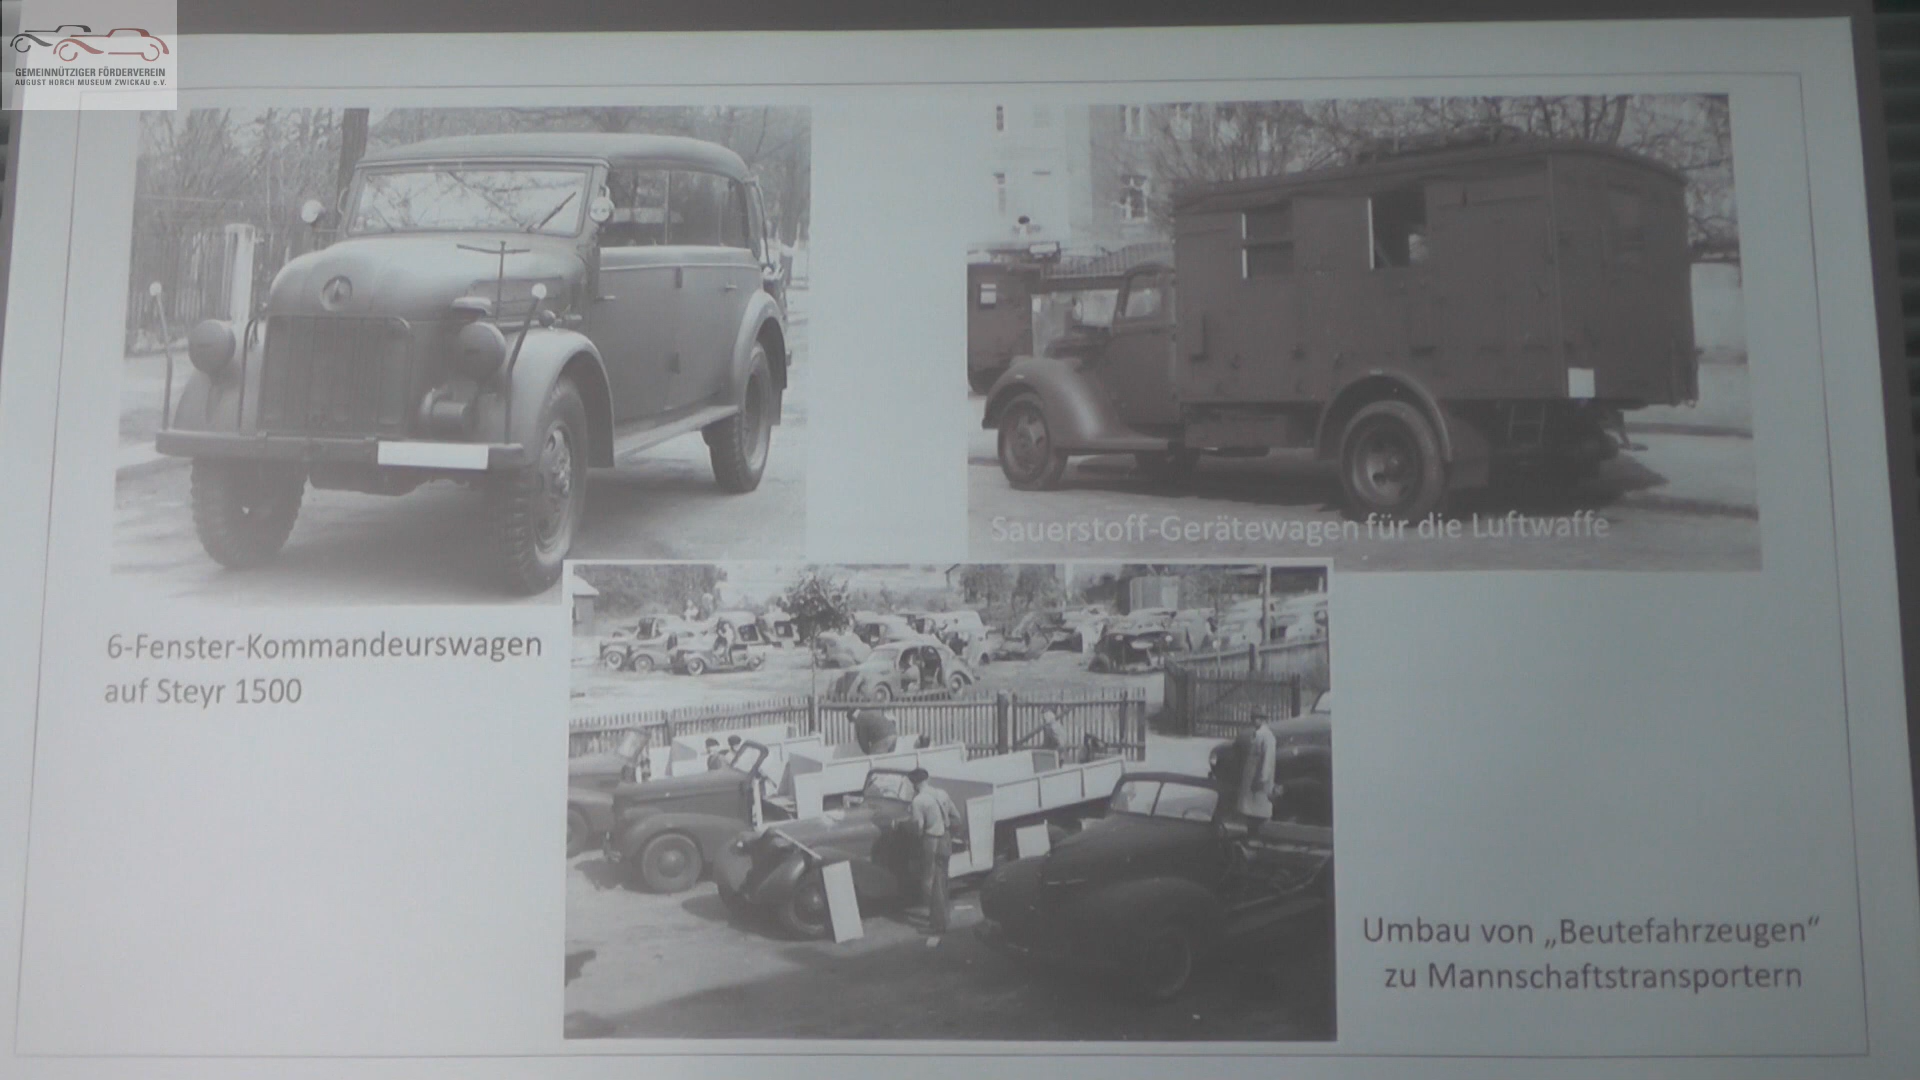 GEMEINNÜTZIGER FÖRDERVEREIN
AUGUST HORCH MUSEUM ZWICKAU e.V.
Sauerstoff-Gerätewagen für die Luftwaffe
6-Fenster-Kommandeurswagen
auf Steyr 1500
Umbau von „Beutefahrzeugen“
zu Mannschaftstransportern